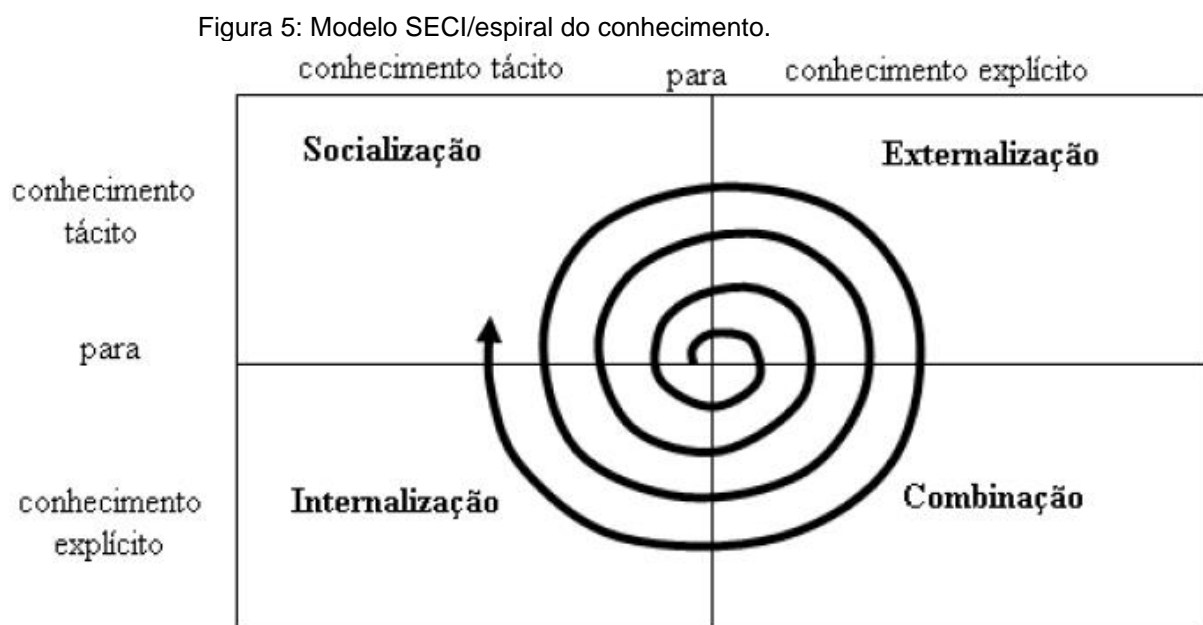 Figura 5: Modelo SECI/espiral do conhecimento.
conhecimento tácito para conhecimento explícito
Socialização
Externalização
conhecimento
tácito
para
conhecimento
explícito
Internalização
Combinação